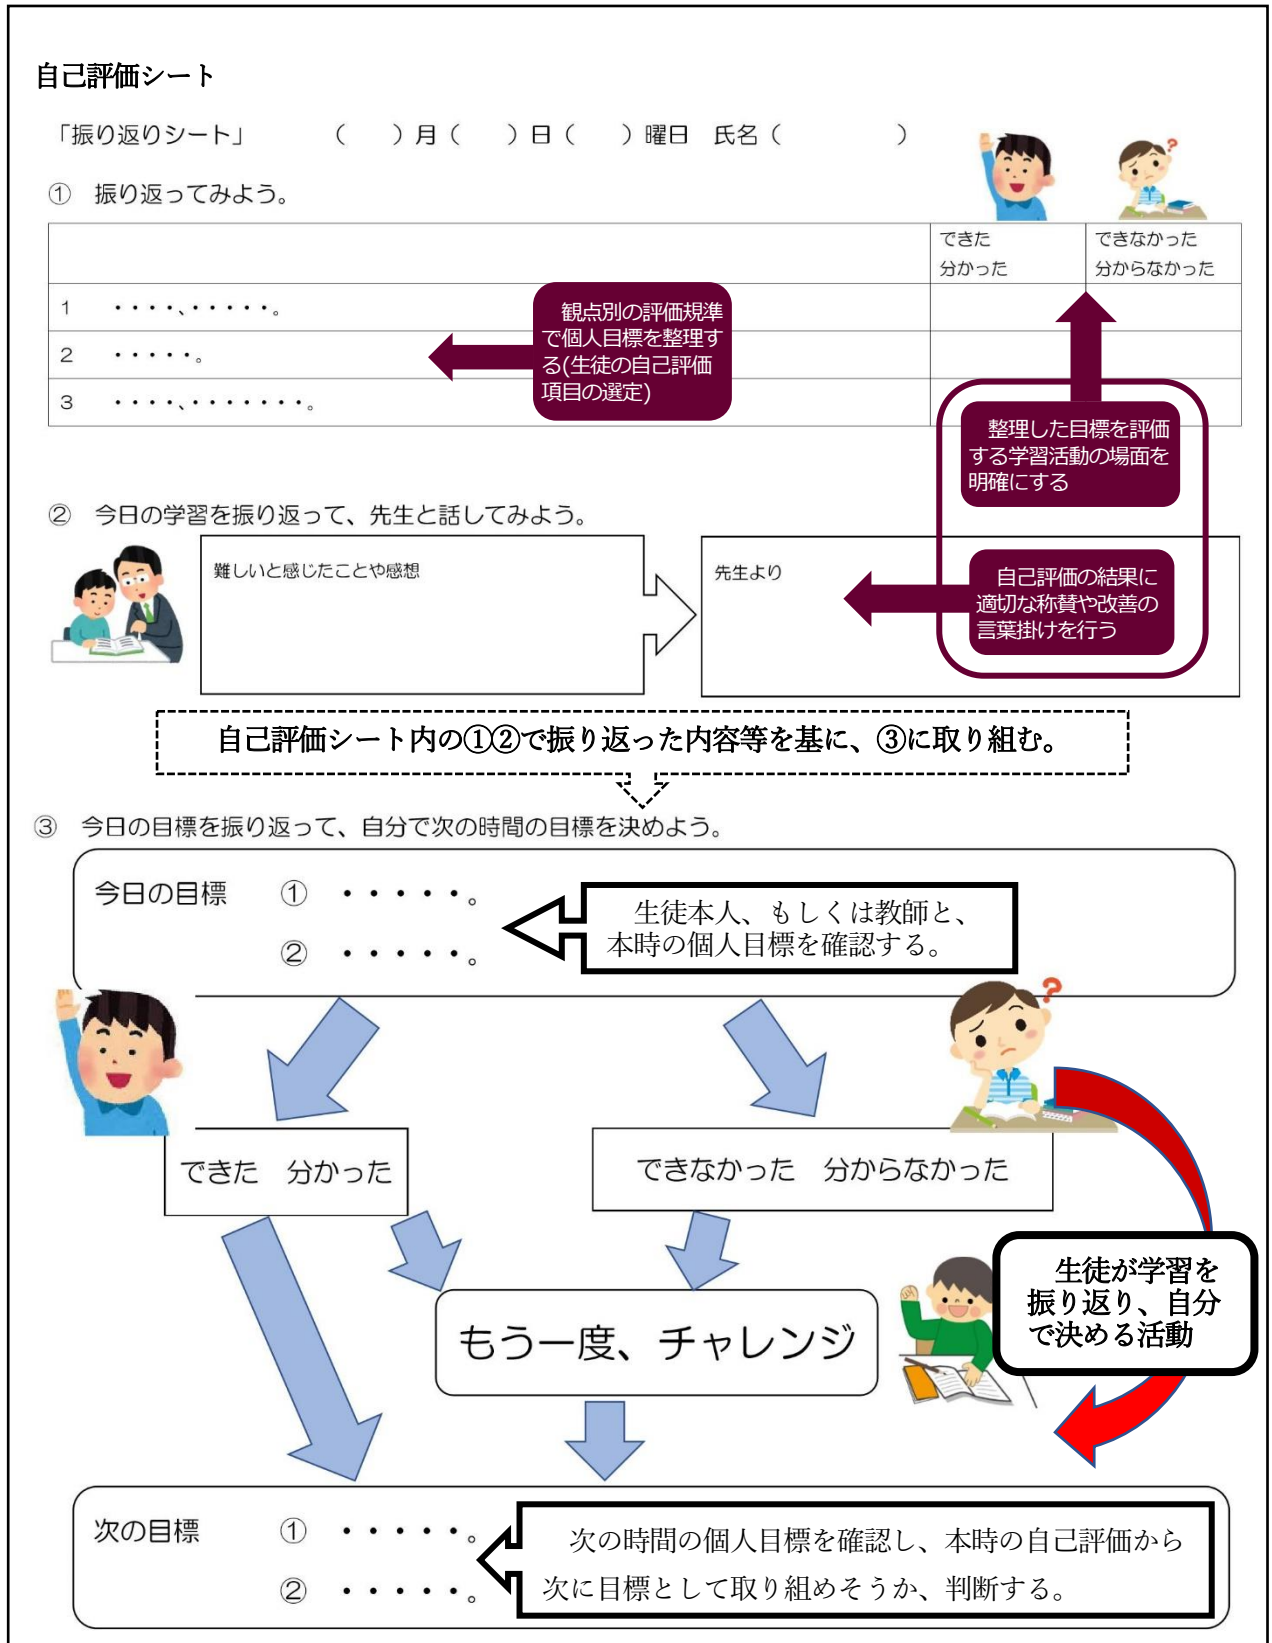 自己評価シート
「振り返りシート」　（　）月（　）日（　）曜日　氏名（　　　）
①　振り返ってみよう。
できた
分かった
できなかった
分からなかった
1　・・・・、・・・・・。
2　・・・・・。
3　・・・・、・・・・・・・。
観点別の評価規準
で個人目標を整理す
る(生徒の自己評価
項目の選定)
整理した目標を評価
する学習活動の場面を
明確にする
②　今日の学習を振り返って、先生と話してみよう。
難しいと感じたことや感想
先生より
自己評価の結果に
適切な称賛や改善の
言葉掛けを行う
自己評価シート内の①②で振り返った内容等を基に、③に取り組む。
③　今日の目標を振り返って、自分で次の時間の目標を決めよう。
今日の目標　①　・・・・・。
②　・・・・・。
生徒本人、もしくは教師と、
本時の個人目標を確認する。
?
できた　分かった
できなかった　分からなかった
もう一度、チャレンジ
生徒が学習を
振り返り、自分
で決める活動
次の目標　①　・・・・・。
②　・・・・・。
次の時間の個人目標を確認し、本時の自己評価から
次に目標として取り組めそうか、判断する。